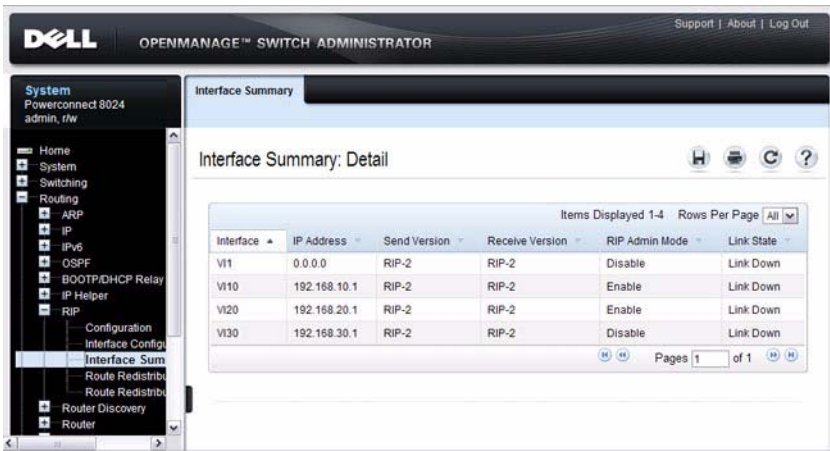 Support | About | Log Out
DELL
OPENMANAGE™ SWITCH ADMINISTRATOR
System
Powerconnect 8024
admin, r/w
Home
System
Switching
Routing
ARP
IP
IPv6
OSPF
BOOTP/DHCP Relay
IP Helper
RIP
Configuration
Interface Configu
Interface Sum
Route Redistribu
Route Redistribu
Router Discovery
Router
Interface Summary
Interface Summary: Detail
Items Displayed 1-4 Rows Per Page All
Interface IP Address Send Version Receive Version RIP Admin Mode Link State
Vl1 0.0.0.0 RIP-2 RIP-2 Disable Link Down
Vl10 192.168.10.1 RIP-2 RIP-2 Enable Link Down
Vl20 192.168.20.1 RIP-2 RIP-2 Enable Link Down
Vl30 192.168.30.1 RIP-2 RIP-2 Disable Link Down
Pages 1 of 1